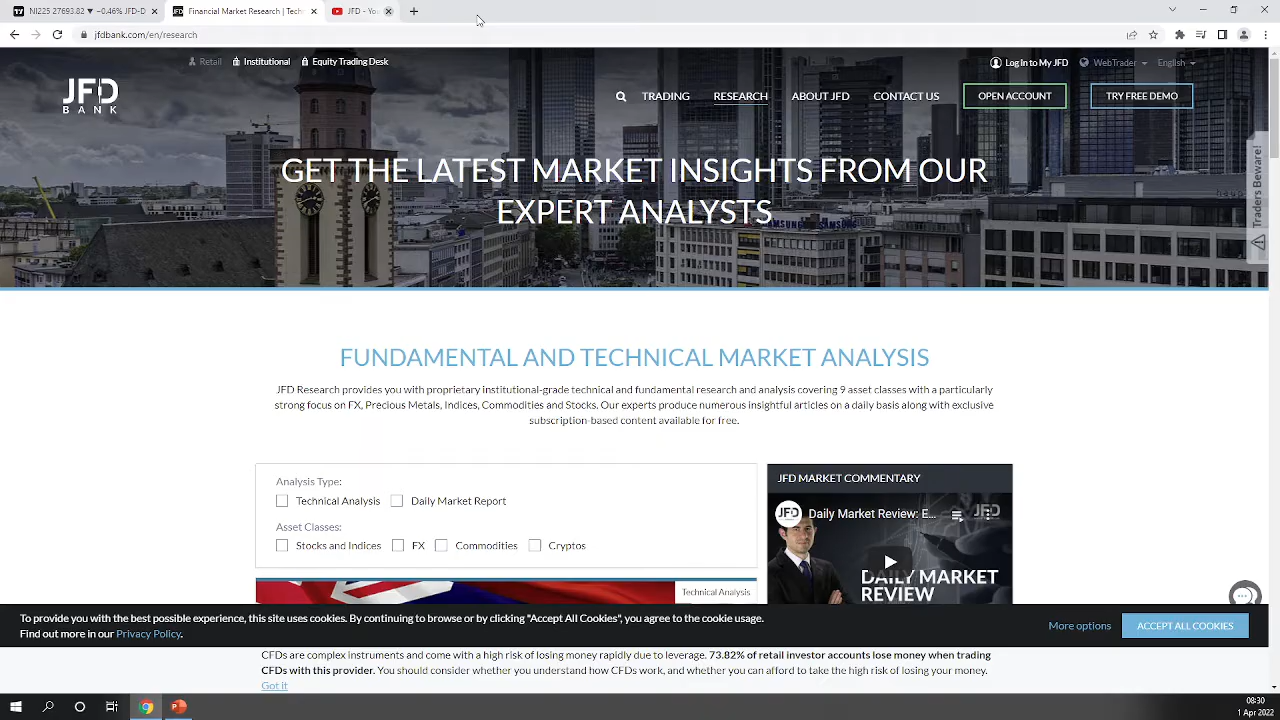 NI225 27693.82 ▼ −0.46% JFD-D
Financial Market Research | Tech
JFD - You
jfdbank.com/en/research
Retail
Institutional
Equity Trading Desk
Log in to My JFD
WebTrader
English
JFD
BANK
TRADING
RESEARCH
ABOUT JFD
CONTACT US
OPEN ACCOUNT
TRY FREE DEMO
Traders Beware!
GET THE LATEST MARKET INSIGHTS FROM OUR
EXPERT ANALYSTS
SAMSUNG
SAMSUNG
FUNDAMENTAL AND TECHNICAL MARKET ANALYSIS
JFD Research provides you with proprietary institutional-grade technical and fundamental research and analysis covering 9 asset classes with a particularly
strong focus on FX, Precious Metals, Indices, Commodities and Stocks. Our experts produce numerous insightful articles on a daily basis along with exclusive
subscription-based content available for free.
Analysis Type:
Technical Analysis
Daily Market Report
Asset Classes:
Stocks and Indices
FX
Commodities
Cryptos
Technical Analysis
JFD MARKET COMMENTARY
JFD
Daily Market Review: E...
JFD
DAILY MARKET
REVIEW
To provide you with the best possible experience, this site uses cookies. By continuing to browse or by clicking "Accept All Cookies", you agree to the cookie usage.
Find out more in our Privacy Policy.
More options
ACCEPT ALL COOKIES
CFDs are complex instruments and come with a high risk of losing money rapidly due to leverage. 73.82% of retail investor accounts lose money when trading
CFDs with this provider. You should consider whether you understand how CFDs work, and whether you can afford to take the high risk of losing your money.
Got it
08:30
1 Apr 2022